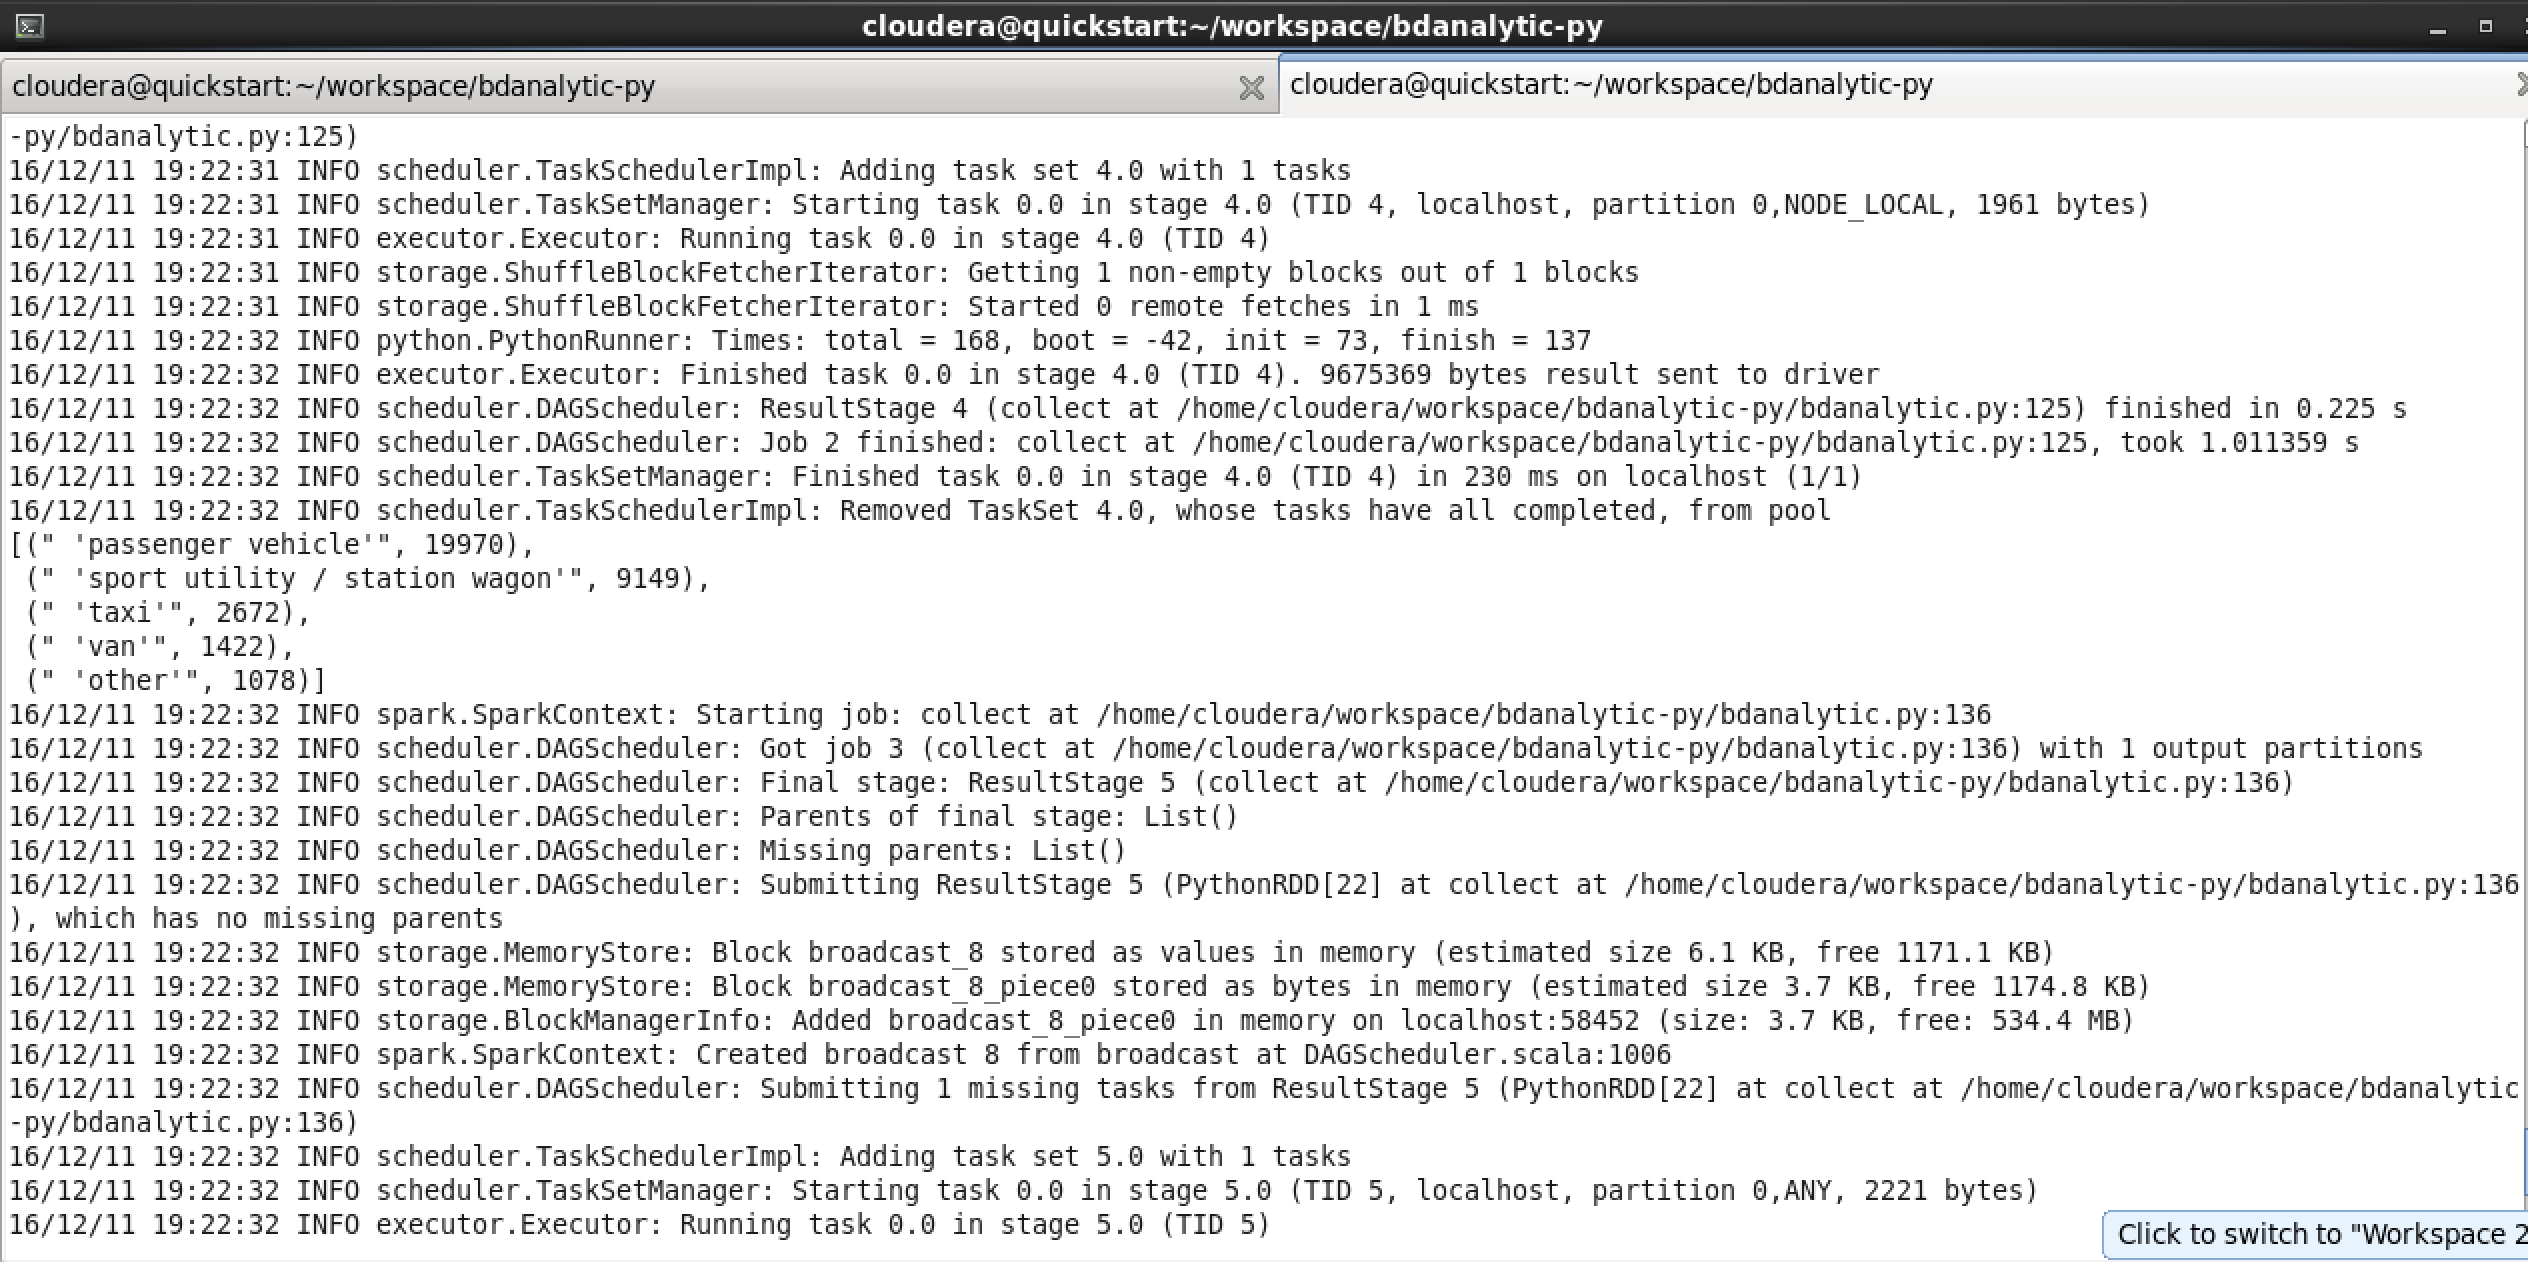 cloudera@quickstart:~/workspace/bdanalytic-py
cloudera@quickstart:~/workspace/bdanalytic-py
cloudera@quickstart:~/workspace/bdanalytic-py
-py/bdanalytic.py:125)
16/12/11 19:22:31 INFO scheduler.TaskSchedulerImpl: Adding task set 4.0 with 1 tasks
16/12/11 19:22:31 INFO scheduler.TaskSetManager: Starting task 0.0 in stage 4.0 (TID 4, localhost, partition 0,NODE_LOCAL, 1961 bytes)
16/12/11 19:22:31 INFO executor.Executor: Running task 0.0 in stage 4.0 (TID 4)
16/12/11 19:22:31 INFO storage.ShuffleBlockFetcherIterator: Getting 1 non-empty blocks out of 1 blocks
16/12/11 19:22:31 INFO storage.ShuffleBlockFetcherIterator: Started 0 remote fetches in 1 ms
16/12/11 19:22:32 INFO python.PythonRunner: Times: total = 168, boot = -42, init = 73, finish = 137
16/12/11 19:22:32 INFO executor.Executor: Finished task 0.0 in stage 4.0 (TID 4). 9675369 bytes result sent to driver
16/12/11 19:22:32 INFO scheduler.DAGScheduler: ResultStage 4 (collect at /home/cloudera/workspace/bdanalytic-py/bdanalytic.py:125) finished in 0.225 s
16/12/11 19:22:32 INFO scheduler.DAGScheduler: Job 2 finished: collect at /home/cloudera/workspace/bdanalytic-py/bdanalytic.py:125, took 1.011359 s
16/12/11 19:22:32 INFO scheduler.TaskSetManager: Finished task 0.0 in stage 4.0 (TID 4) in 230 ms on localhost (1/1)
16/12/11 19:22:32 INFO scheduler.TaskSchedulerImpl: Removed TaskSet 4.0, whose tasks have all completed, from pool
[(" 'passenger vehicle'", 19970),
 (" 'sport utility / station wagon'", 9149),
 (" 'taxi'", 2672),
 (" 'van'", 1422),
 (" 'other'", 1078)]
16/12/11 19:22:32 INFO spark.SparkContext: Starting job: collect at /home/cloudera/workspace/bdanalytic-py/bdanalytic.py:136
16/12/11 19:22:32 INFO scheduler.DAGScheduler: Got job 3 (collect at /home/cloudera/workspace/bdanalytic-py/bdanalytic.py:136) with 1 output partitions
16/12/11 19:22:32 INFO scheduler.DAGScheduler: Final stage: ResultStage 5 (collect at /home/cloudera/workspace/bdanalytic-py/bdanalytic.py:136)
16/12/11 19:22:32 INFO scheduler.DAGScheduler: Parents of final stage: List()
16/12/11 19:22:32 INFO scheduler.DAGScheduler: Missing parents: List()
16/12/11 19:22:32 INFO scheduler.DAGScheduler: Submitting ResultStage 5 (PythonRDD[22] at collect at /home/cloudera/workspace/bdanalytic-py/bdanalytic.py:136
), which has no missing parents
16/12/11 19:22:32 INFO storage.MemoryStore: Block broadcast_8 stored as values in memory (estimated size 6.1 KB, free 1171.1 KB)
16/12/11 19:22:32 INFO storage.MemoryStore: Block broadcast_8_piece0 stored as bytes in memory (estimated size 3.7 KB, free 1174.8 KB)
16/12/11 19:22:32 INFO storage.BlockManagerInfo: Added broadcast_8_piece0 in memory on localhost:58452 (size: 3.7 KB, free: 534.4 MB)
16/12/11 19:22:32 INFO spark.SparkContext: Created broadcast 8 from broadcast at DAGScheduler.scala:1006
16/12/11 19:22:32 INFO scheduler.DAGScheduler: Submitting 1 missing tasks from ResultStage 5 (PythonRDD[22] at collect at /home/cloudera/workspace/bdanalytic
-py/bdanalytic.py:136)
16/12/11 19:22:32 INFO scheduler.TaskSchedulerImpl: Adding task set 5.0 with 1 tasks
16/12/11 19:22:32 INFO scheduler.TaskSetManager: Starting task 0.0 in stage 5.0 (TID 5, localhost, partition 0,ANY, 2221 bytes)
16/12/11 19:22:32 INFO executor.Executor: Running task 0.0 in stage 5.0 (TID 5)
Click to switch to "Workspace 2